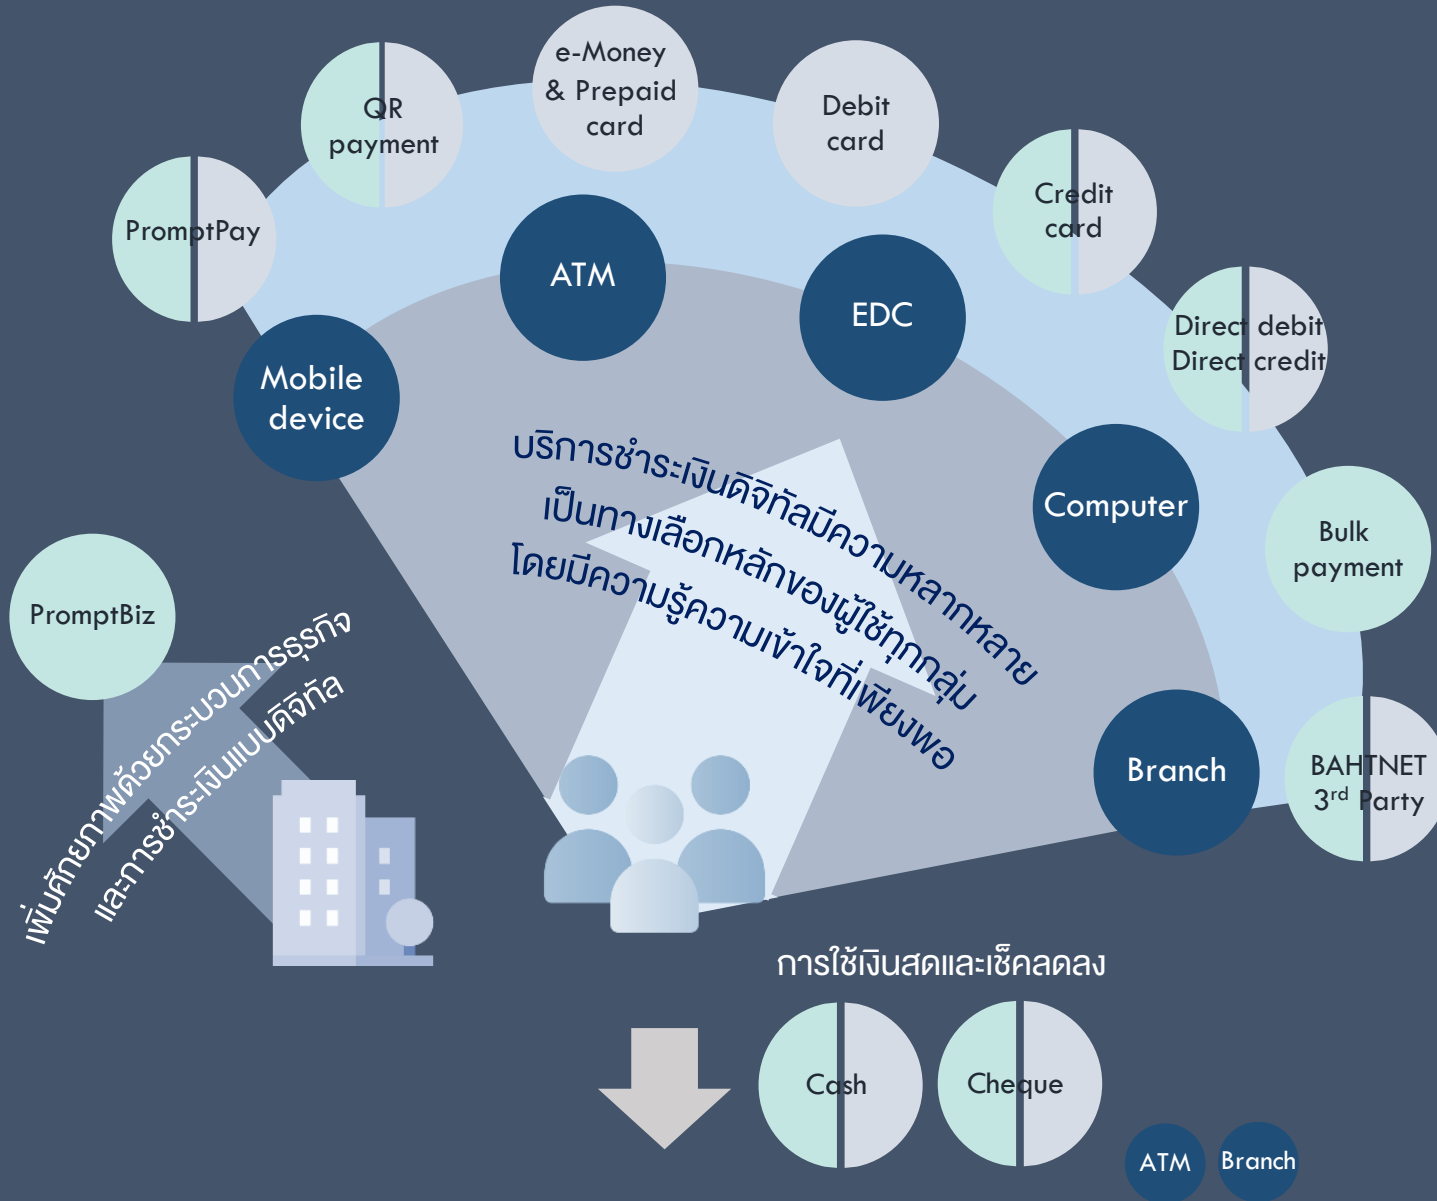 e-Money
& Prepaid
card
QR
payment
Debit
card
PromptPay
Credit
card
ATM
EDC
Direct debit
Direct credit
Mobile
device
บริการชำระเงินดิจิทัลมีความหลากหลาย
เป็นทางเลือกหลักของผู้ใช้ทุกกลุ่ม
โดยมีความรู้ความเข้าใจที่เพียงพอ
Computer
Bulk
payment
PromptBiz
เพิ่มศักยภาพด้วยกระบวนการธุรกิจ
และการชำระเงินแบบดิจิทัล
Branch
BAHTNET
3rd Party
การใช้เงินสดและเช็คลดลง
Cash
Cheque
ATM
Branch